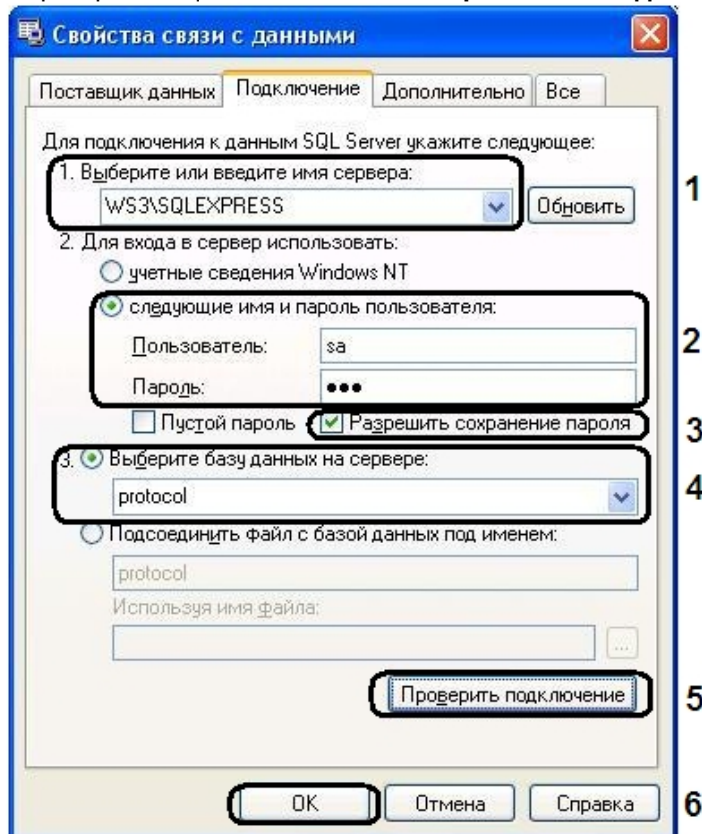 Свойства связи с данными
Поставщик данных Подключение Дополнительно Все
Для подключения к данным SQL Server укажите следующее:
1. Выберите или введите имя сервера:
WS3\SQLEXPRESS Обновить 1
2. Для входа в сервер использовать:
учетные сведения Windows NT
следующие имя и пароль пользователя:
Пользователь: sa 2
Пароль: •••
Пустой пароль Разрешить сохранение пароля 3
3. Выберите базу данных на сервере:
protocol 4
Подсоединить файл с базой данных под именем:
protocol
Используя имя файла:
...
Проверить подключение 5
ОК Отмена Справка 6